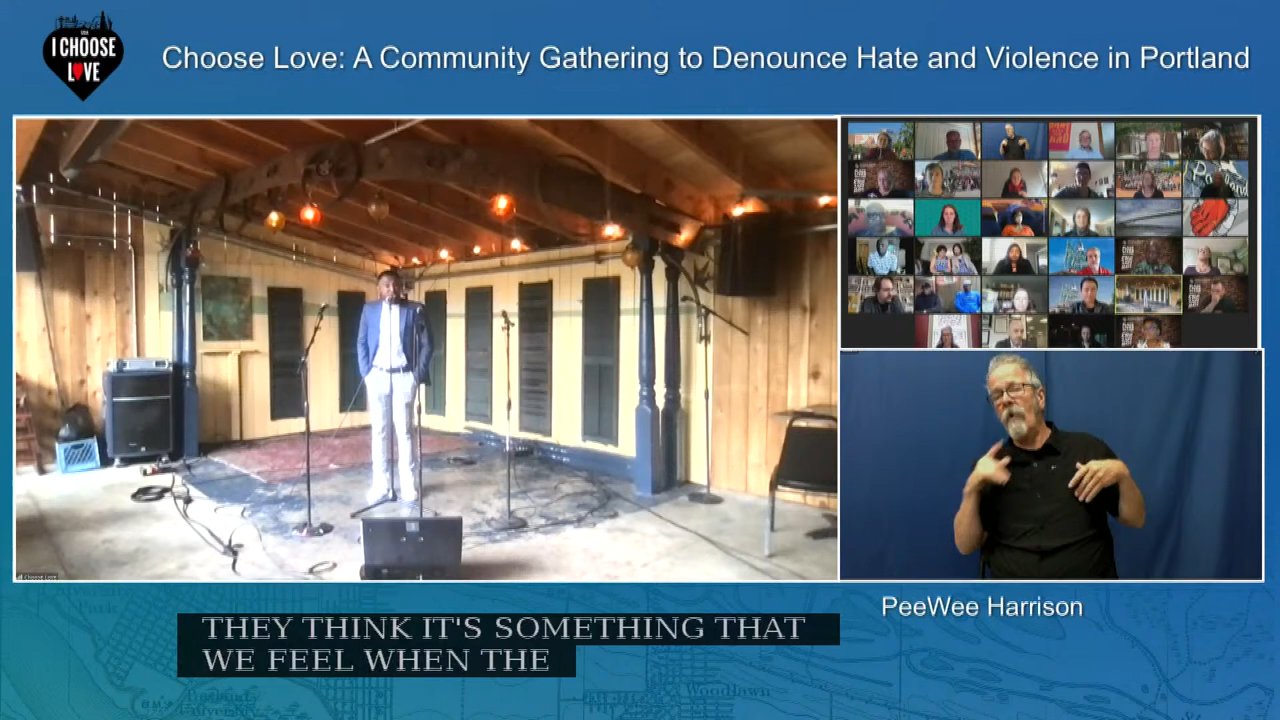 I CHOOSE
LOVE
Choose Love: A Community Gathering to Denounce Hate and Violence in Portland
PeeWee Harrison
THEY THINK IT'S SOMETHING THAT
WE FEEL WHEN THE
Woodlawn